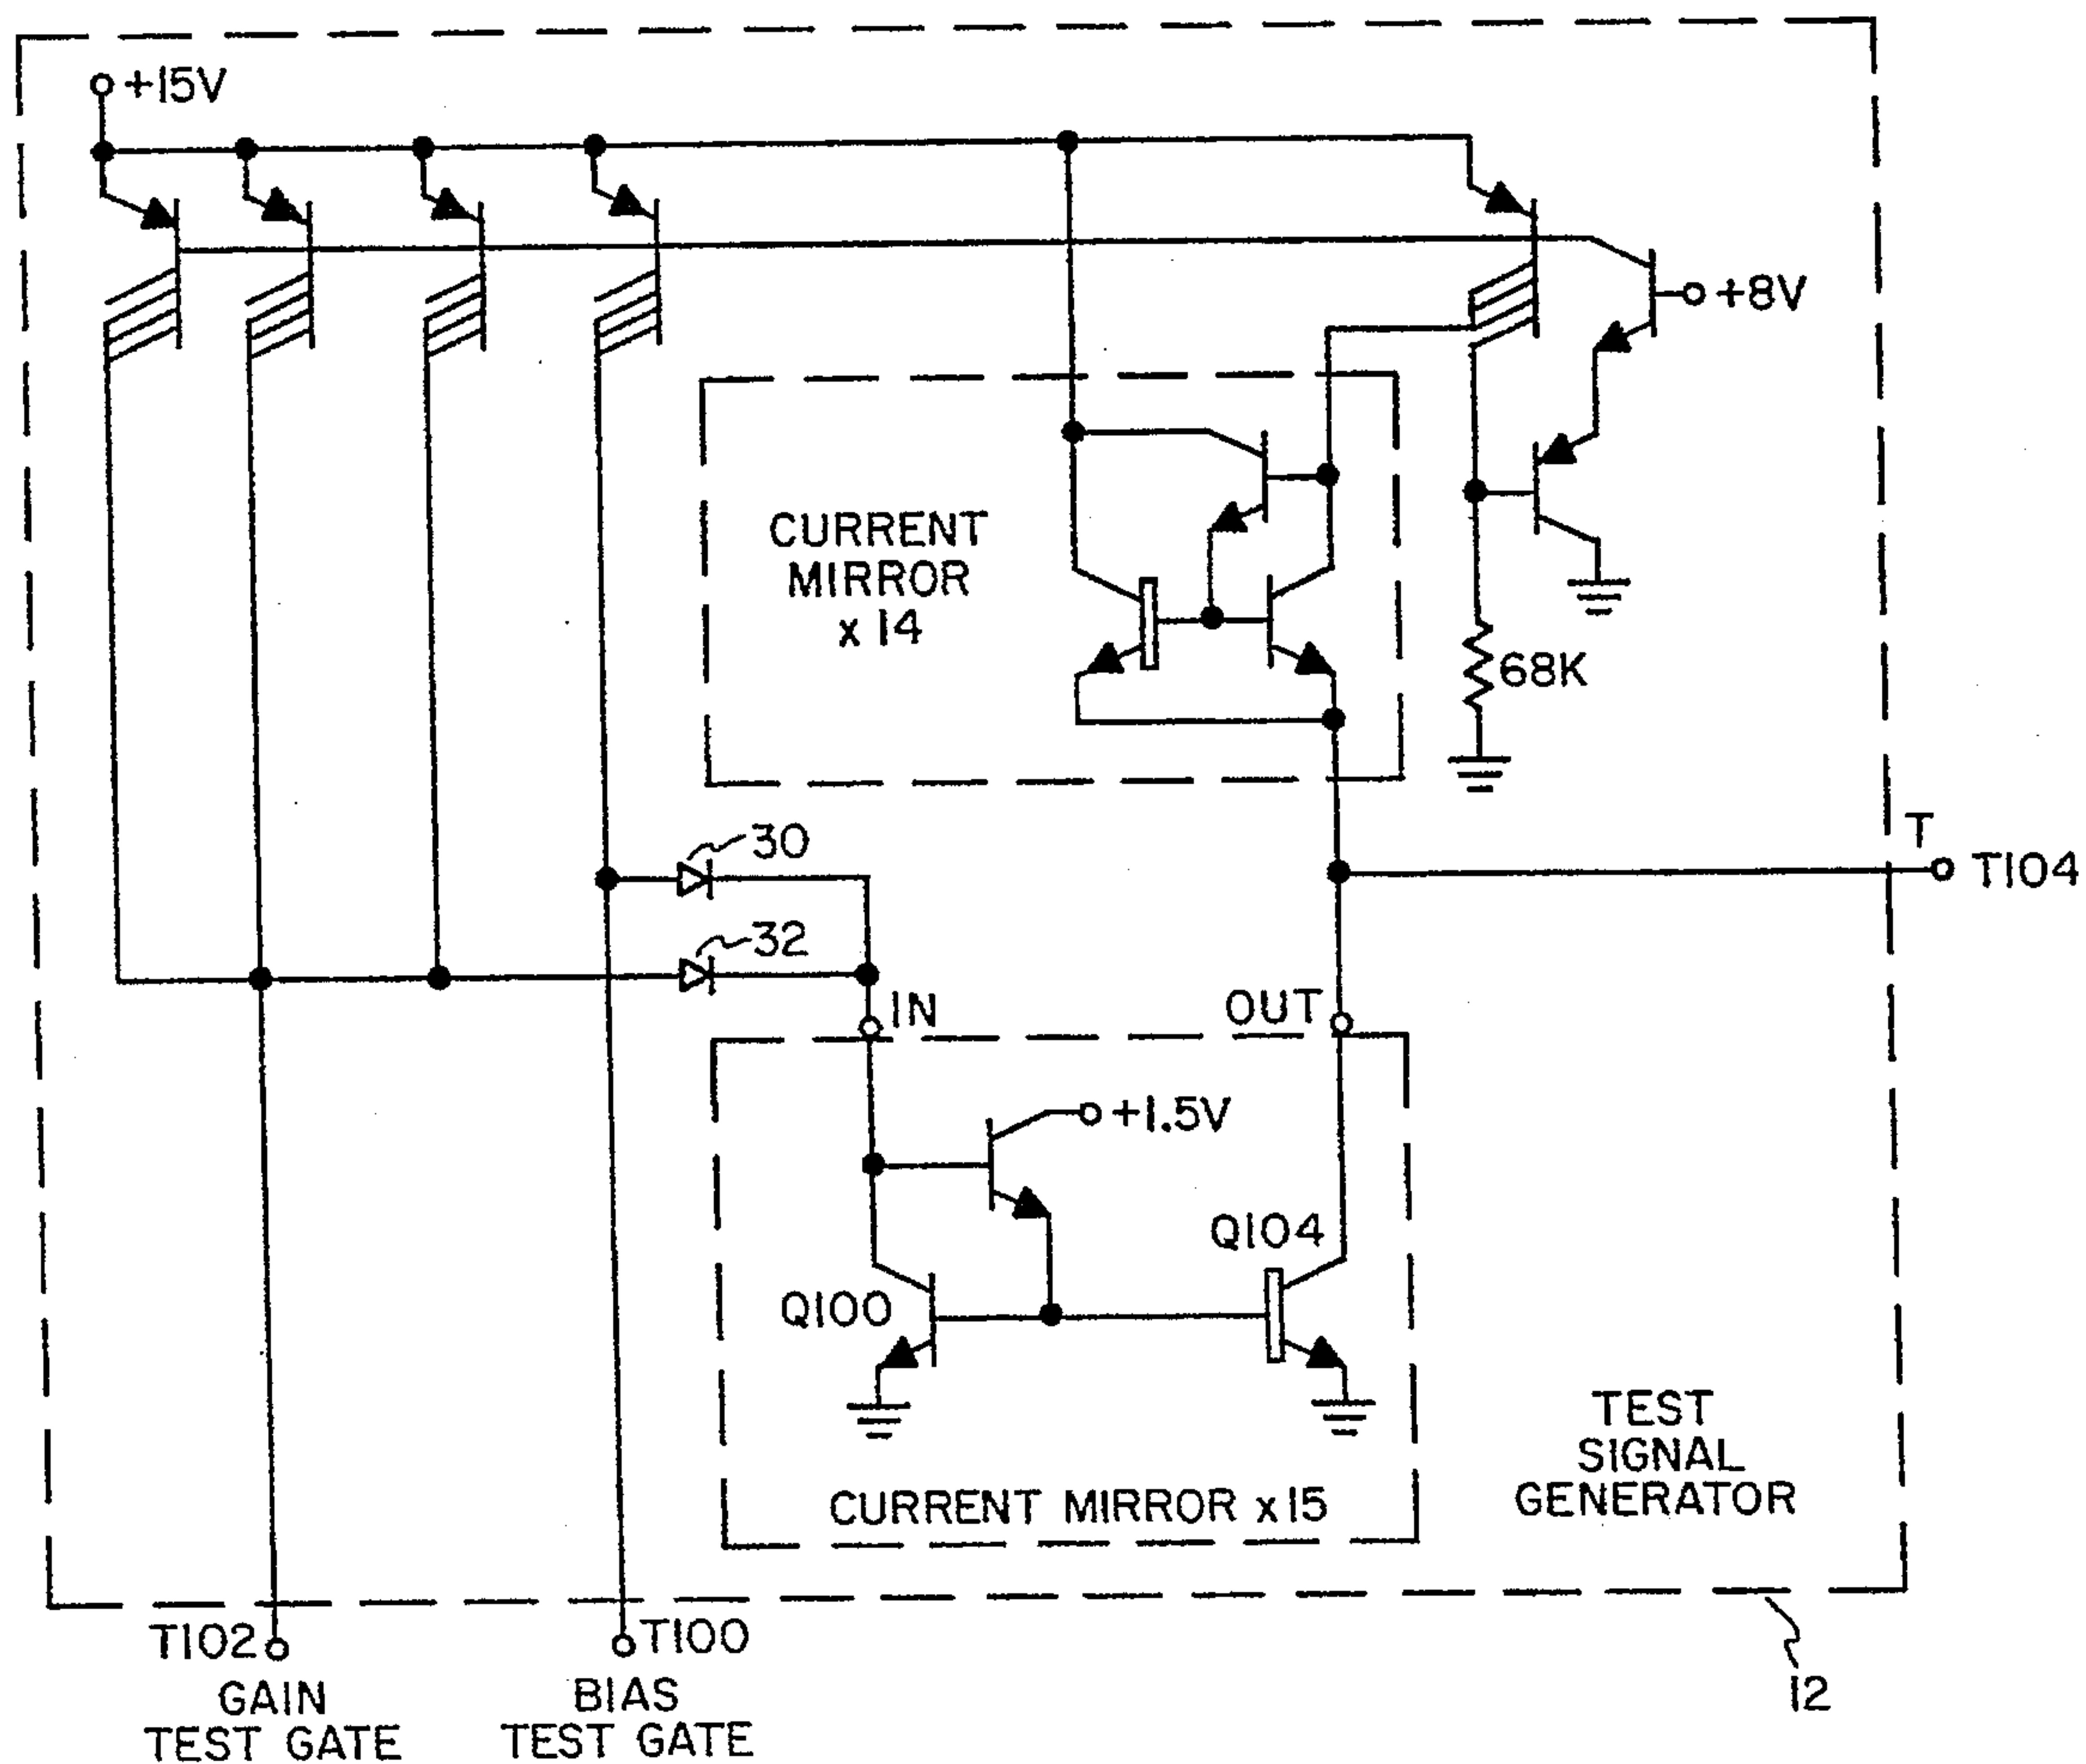 +15V
+8V
CURRENT
MIRROR
x 14
68K
30
T
T104
32
IN
OUT
+1.5V
Q104
Q100
TEST
SIGNAL
GENERATOR
CURRENT MIRROR x15
T102
T100
GAIN
TEST GATE
BIAS
TEST GATE
12